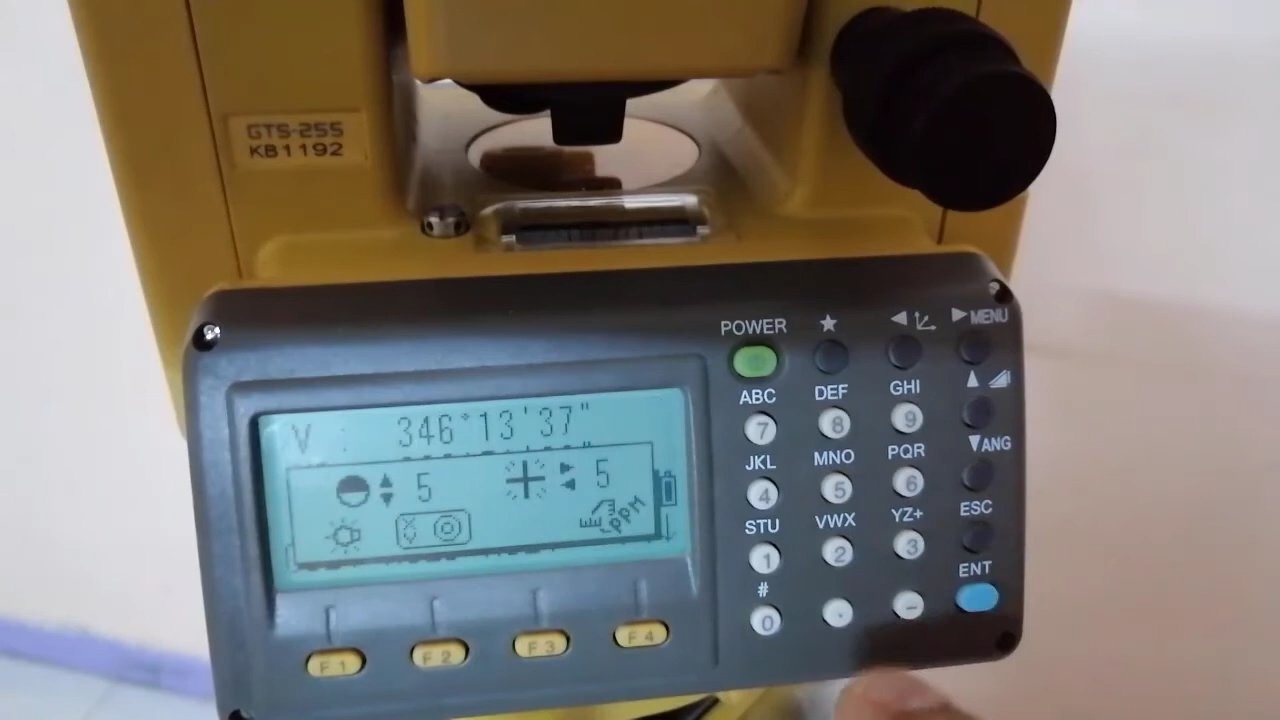 GTS-255
KB1192
POWER ★ ◀ ▶MENU
ABC DEF GHI ▲
7 8 9
JKL MNO PQR ▼ANG
4 5 6
STU VWX YZ+ ESC
1 2 3
# ENT
0 . -
V : 346°13'37"
5 5
PPM
F1 F2 F3 F4